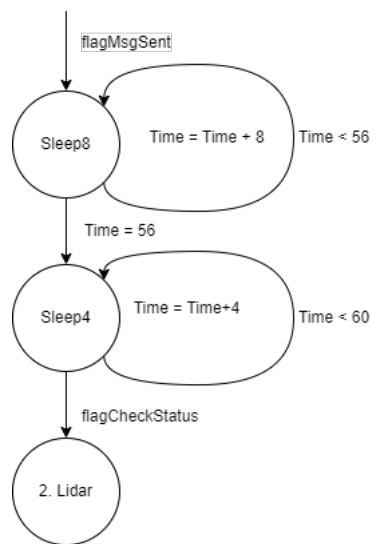 flagMsgSent
Sleep8
Time = Time + 8
Time < 56
Time = 56
Sleep4
Time = Time+4
Time < 60
flagCheckStatus
2. Lidar